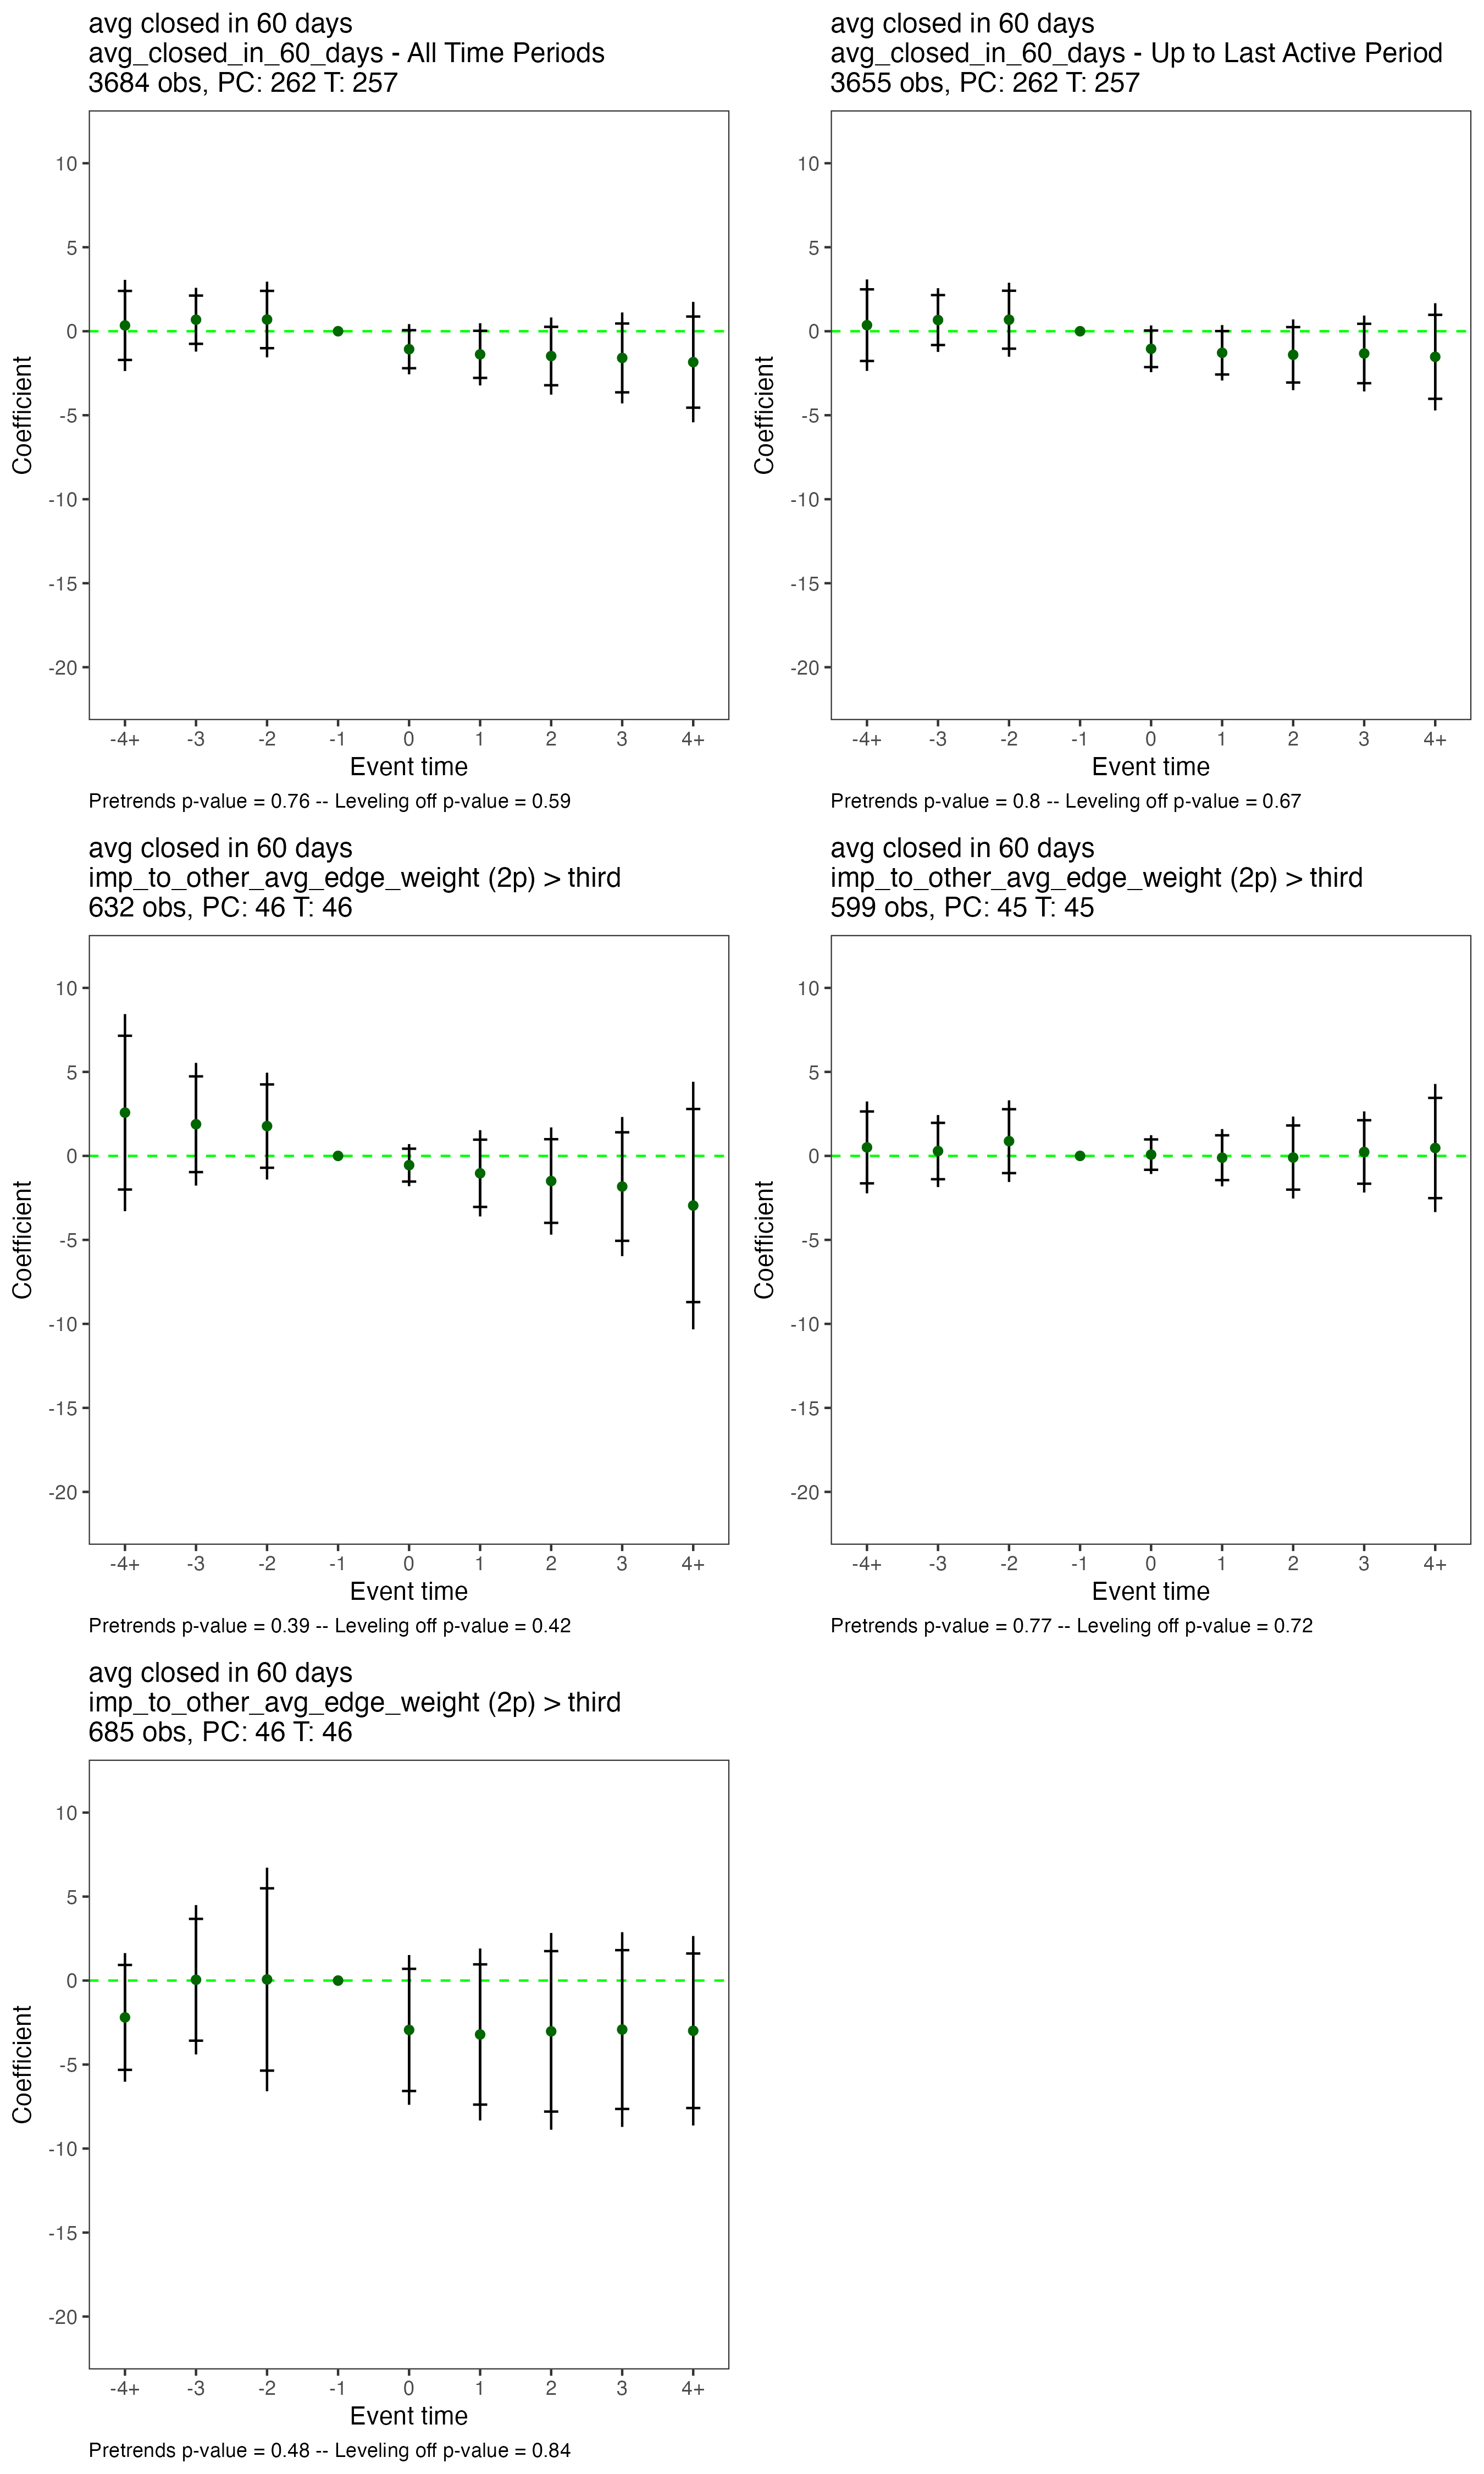 avg closed in 60 days
avg_closed_in_60_days - All Time Periods
3684 obs, PC: 262 T: 257
10
5
0
-5
-10
-15
-20
Coefficient
-4+ -3 -2 -1 0 1 2 3 4+
Event time
Pretrends p-value = 0.76 -- Leveling off p-value = 0.59
avg closed in 60 days
avg_closed_in_60_days - Up to Last Active Period
3655 obs, PC: 262 T: 257
10
5
0
-5
-10
-15
-20
Coefficient
-4+ -3 -2 -1 0 1 2 3 4+
Event time
Pretrends p-value = 0.8 -- Leveling off p-value = 0.67
avg closed in 60 days
imp_to_other_avg_edge_weight (2p) > third
632 obs, PC: 46 T: 46
10
5
0
-5
-10
-15
-20
Coefficient
-4+ -3 -2 -1 0 1 2 3 4+
Event time
Pretrends p-value = 0.39 -- Leveling off p-value = 0.42
avg closed in 60 days
imp_to_other_avg_edge_weight (2p) > third
599 obs, PC: 45 T: 45
10
5
0
-5
-10
-15
-20
Coefficient
-4+ -3 -2 -1 0 1 2 3 4+
Event time
Pretrends p-value = 0.77 -- Leveling off p-value = 0.72
avg closed in 60 days
imp_to_other_avg_edge_weight (2p) > third
685 obs, PC: 46 T: 46
10
5
0
-5
-10
-15
-20
Coefficient
-4+ -3 -2 -1 0 1 2 3 4+
Event time
Pretrends p-value = 0.48 -- Leveling off p-value = 0.84